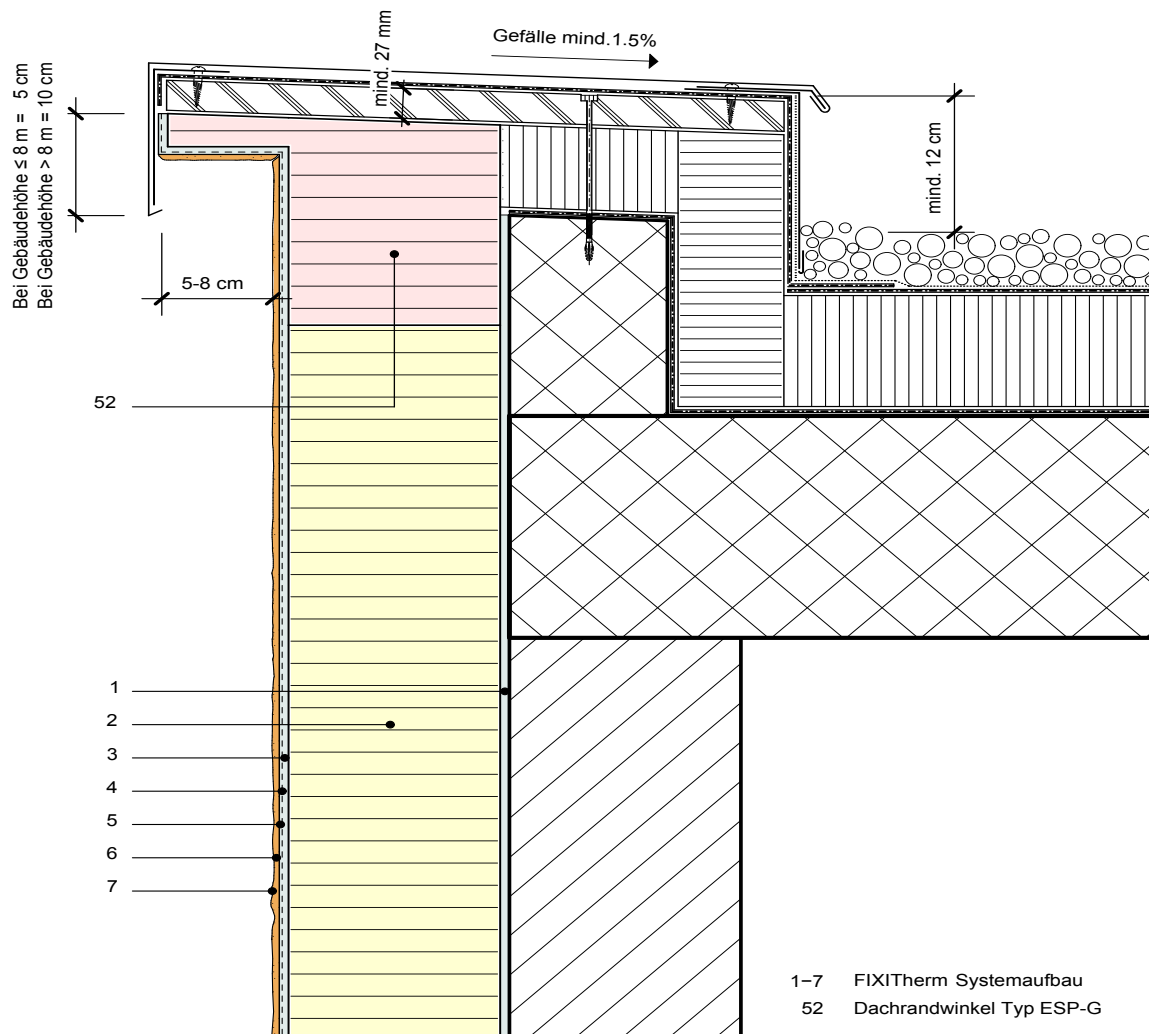 Gefälle mind.1.5%
mind. 27 mm
Bei Gebäudehöhe ≤ 8 m = 5 cm
Bei Gebäudehöhe > 8 m = 10 cm
mind. 12 cm
5-8 cm
52
1
2
3
4
5
6
7
1–7 FIXITherm Systemaufbau
52 Dachrandwinkel Typ ESP-G